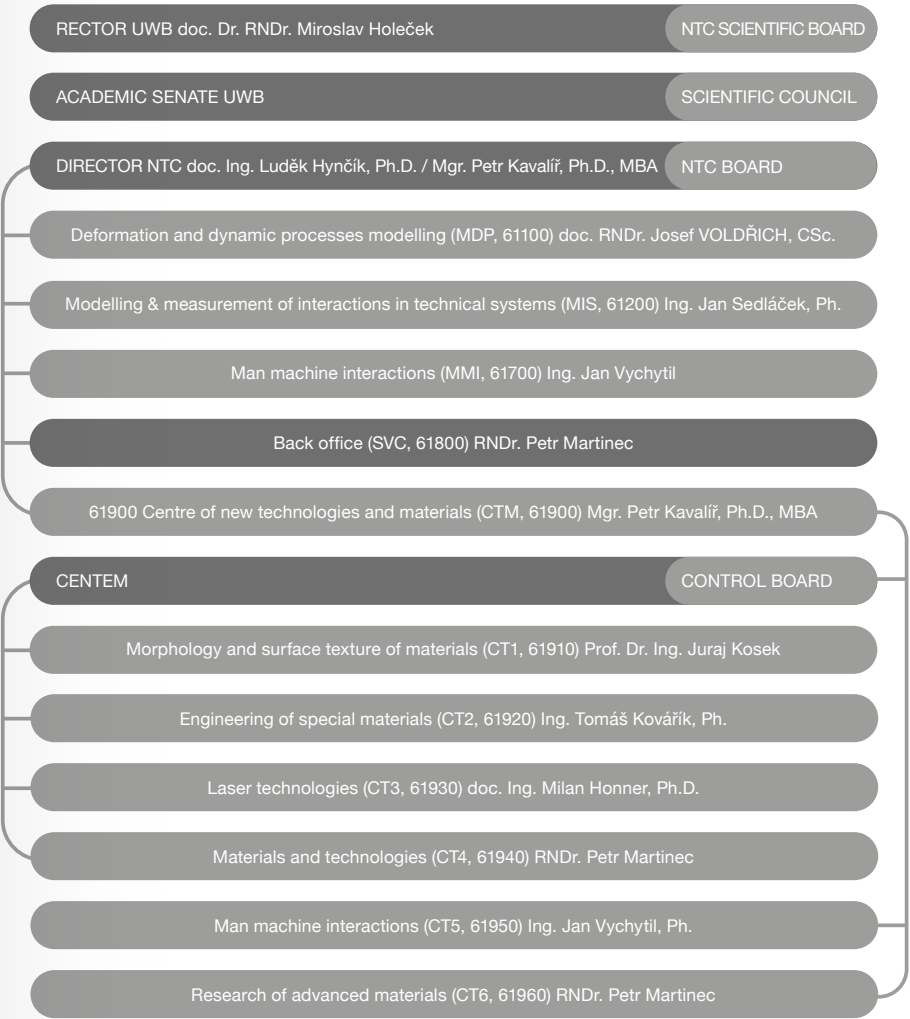 RECTOR UWB doc. Dr. RNDr. Miroslav Holeček NTC SCIENTIFIC BOARD
ACADEMIC SENATE UWB SCIENTIFIC COUNCIL
DIRECTOR NTC doc. Ing. Luděk Hynčík, Ph.D. / Mgr. Petr Kavalíř, Ph.D., MBA NTC BOARD
Deformation and dynamic processes modelling (MDP, 61100) doc. RNDr. Josef VOLDŘICH, CSc.
Modelling & measurement of interactions in technical systems (MIS, 61200) Ing. Jan Sedláček, Ph.
Man machine interactions (MMI, 61700) Ing. Jan Vychytil
Back office (SVC, 61800) RNDr. Petr Martinec
61900 Centre of new technologies and materials (CTM, 61900) Mgr. Petr Kavalíř, Ph.D., MBA
CENTEM CONTROL BOARD
Morphology and surface texture of materials (CT1, 61910) Prof. Dr. Ing. Juraj Kosek
Engineering of special materials (CT2, 61920) Ing. Tomáš Kovářík, Ph.
Laser technologies (CT3, 61930) doc. Ing. Milan Honner, Ph.D.
Materials and technologies (CT4, 61940) RNDr. Petr Martinec
Man machine interactions (CT5, 61950) Ing. Jan Vychytil, Ph.
Research of advanced materials (CT6, 61960) RNDr. Petr Martinec